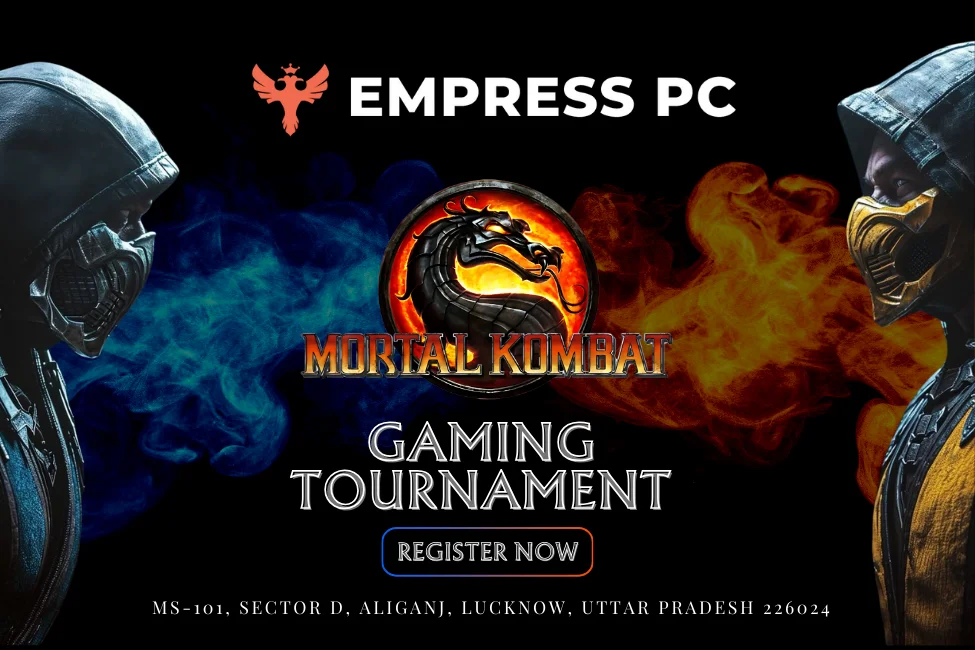 EMPRESS PC
MORTAL KOMBAT
GAMING
TOURNAMENT
REGISTER NOW
MS-101, SECTOR D, ALIGANJ, LUCKNOW, UTTAR PRADESH 226024